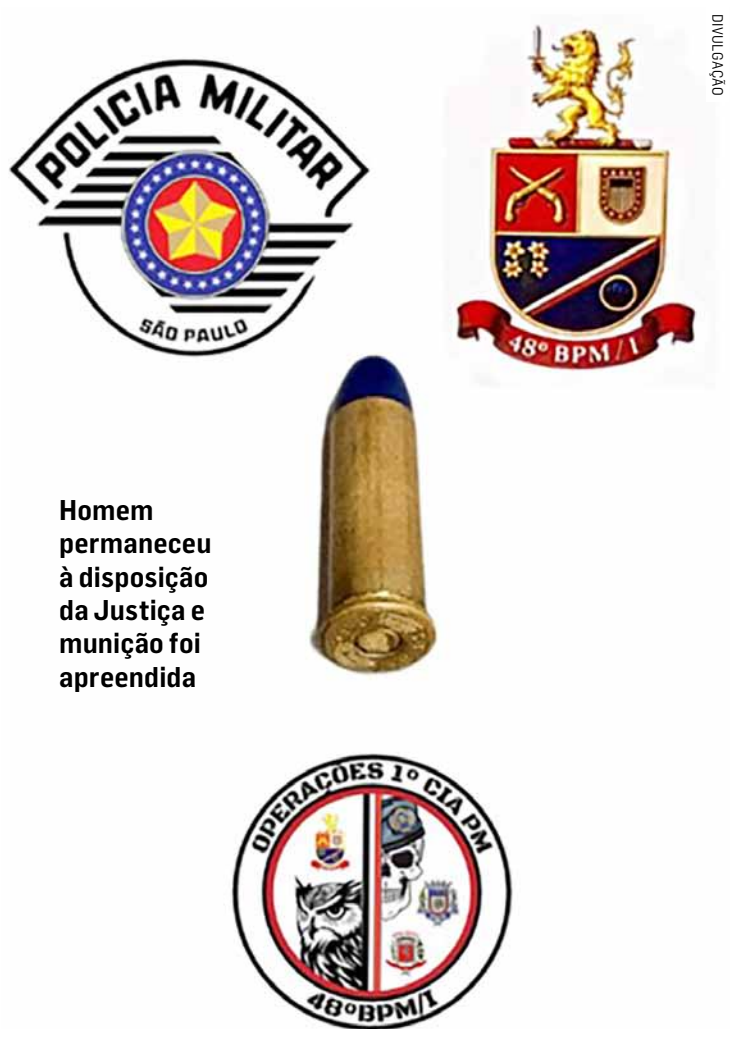 DIVULGAÇÃO
POLICIA MILITAR
SÃO PAULO
48º BPM / I
Homem
permaneceu
à disposição
da Justiça e
munição foi
apreendida
OPERAÇÕES 1º CIA PM
48ºBPM/I